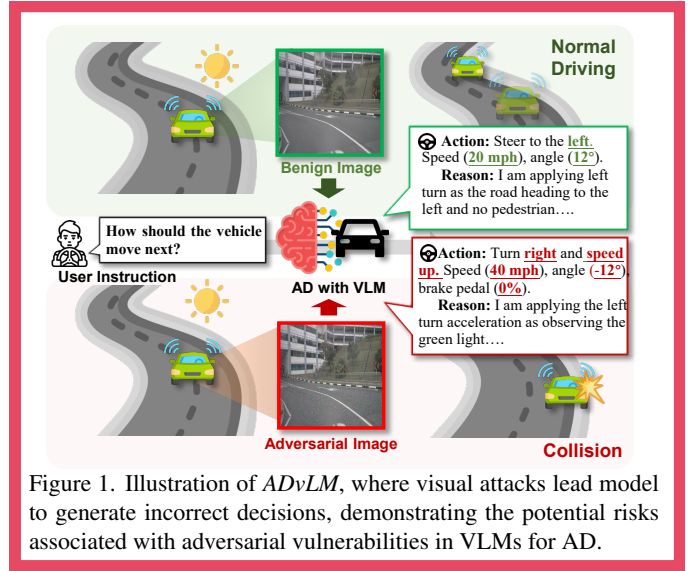 Normal
Driving
Benign Image
Action: Steer to the left.
Speed (20 mph), angle (12°).
Reason: I am applying left
turn as the road heading to the
left and no pedestrian….
How should the vehicle
move next?
User Instruction
AD with VLM
Action: Turn right and speed
up. Speed (40 mph), angle (-12°),
brake pedal (0%).
Reason: I am applying the left
turn acceleration as observing the
green light….
Adversarial Image
Collision
Figure 1. Illustration of ADvLM, where visual attacks lead model
to generate incorrect decisions, demonstrating the potential risks
associated with adversarial vulnerabilities in VLMs for AD.